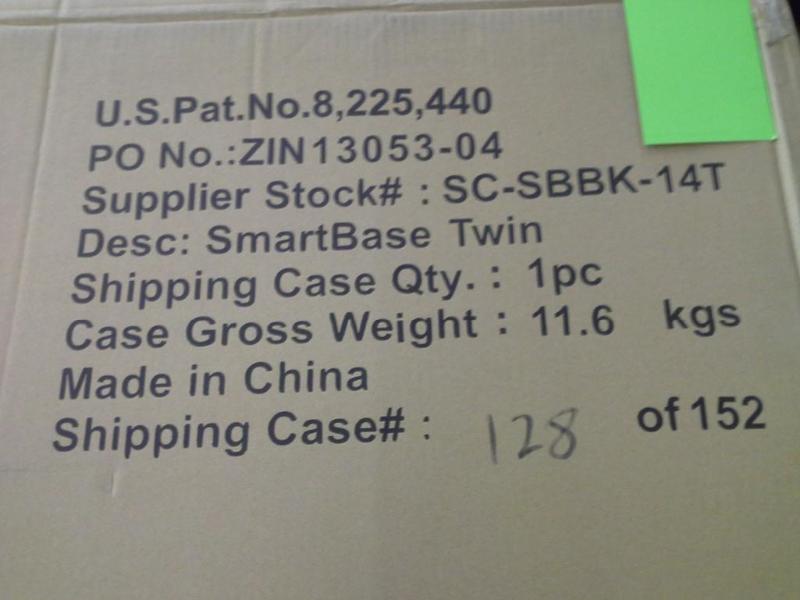 U.S.Pat.No.8,225,440
PO No.:ZIN13053-04
Supplier Stock# : SC-SBBK-14T
Desc: SmartBase Twin
Shipping Case Qty. : 1pc
Case Gross Weight : 11.6 kgs
Made in China
Shipping Case# : 128 of 152